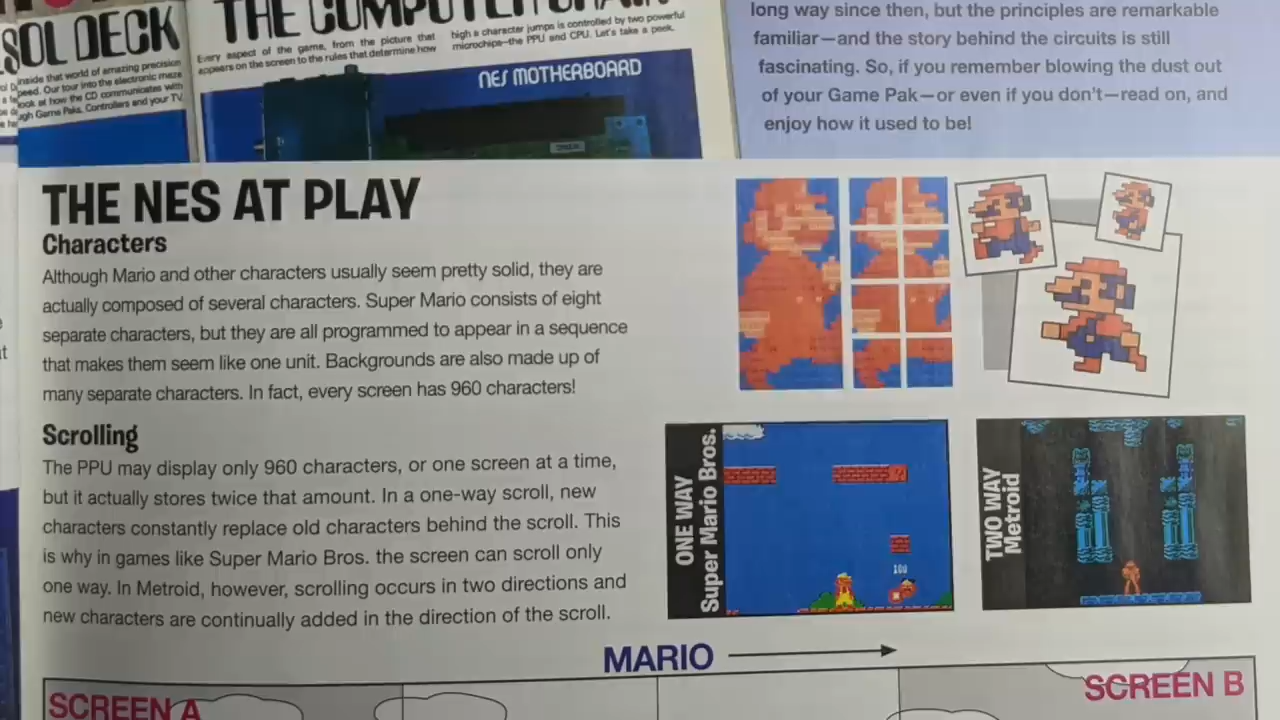 SOL DECK
inside that world of amazing precision
speed. Our tour into the electronic maze
look at how the CD communicates with
Game Paks, Controllers and your TV.
THE COMPUTER CHAIN
Every aspect of the game, from the picture that
appears on the screen to the rules that determine how
high a character jumps is controlled by two powerful
microchips—the PPU and CPU. Let's take a peek.
NES MOTHERBOARD
long way since then, but the principles are remarkable
familiar—and the story behind the circuits is still
fascinating. So, if you remember blowing the dust out
of your Game Pak—or even if you don't—read on, and
enjoy how it used to be!
THE NES AT PLAY
Characters
Although Mario and other characters usually seem pretty solid, they are
actually composed of several characters. Super Mario consists of eight
separate characters, but they are all programmed to appear in a sequence
that makes them seem like one unit. Backgrounds are also made up of
many separate characters. In fact, every screen has 960 characters!
Scrolling
The PPU may display only 960 characters, or one screen at a time,
but it actually stores twice that amount. In a one-way scroll, new
characters constantly replace old characters behind the scroll. This
is why in games like Super Mario Bros. the screen can scroll only
one way. In Metroid, however, scrolling occurs in two directions and
new characters are continually added in the direction of the scroll.
ONE WAY
Super Mario Bros.
100
TWO WAY
Metroid
MARIO
SCREEN A
SCREEN B